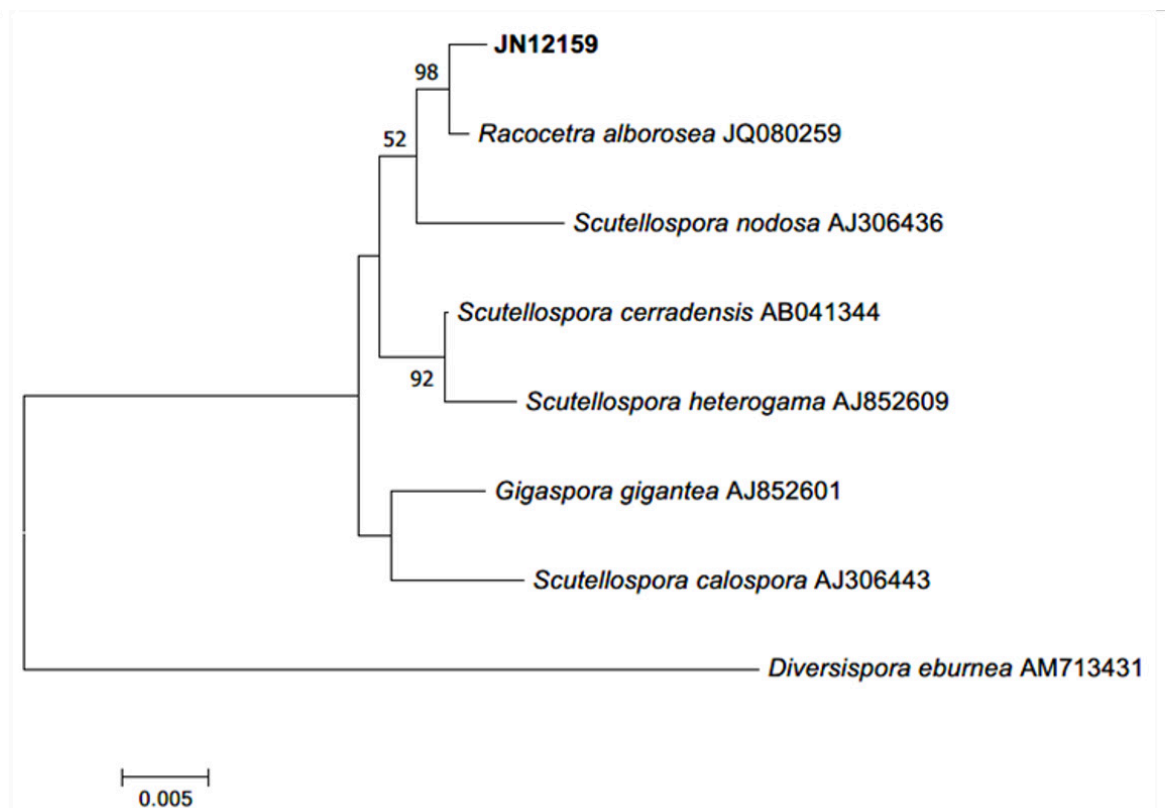 JN12159
98
Racocetra alborosea JQ080259
52
Scutellospora nodosa AJ306436
Scutellospora cerradensis AB041344
92
Scutellospora heterogama AJ852609
Gigaspora gigantea AJ852601
Scutellospora calospora AJ306443
Diversispora eburnea AM713431
0.005